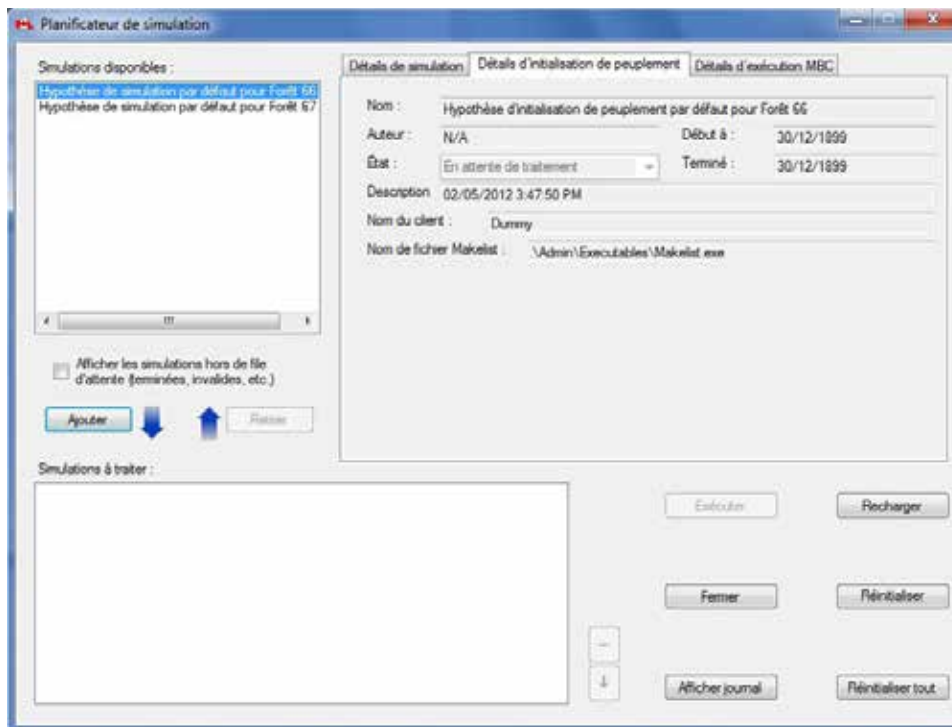 Planificateur de simulation
Simulations disponibles :
Hypothèse de simulation par défaut pour Forêt 66
Hypothèse de simulation par défaut pour Forêt 67
Afficher les simulations hors de file
d'attente (terminées, invalides, etc.)
Ajouter
Retirer
Détails de simulation
Détails d'initialisation de peuplement
Détails d'exécution MBC
Nom :
Hypothèse d'initialisation de peuplement par défaut pour Forêt 66
Auteur :
N/A
Début à :
30/12/1899
État :
En attente de traitement
Terminé :
30/12/1899
Description
02/05/2012 3:47:50 PM
Nom du client :
Dummy
Nom de fichier Makelist :
.\Admin\Executables\Makelist.exe
Simulations à traiter :
Exécuter
Recharger
Fermer
Réinitialiser
Afficher journal
Réinitialiser tout